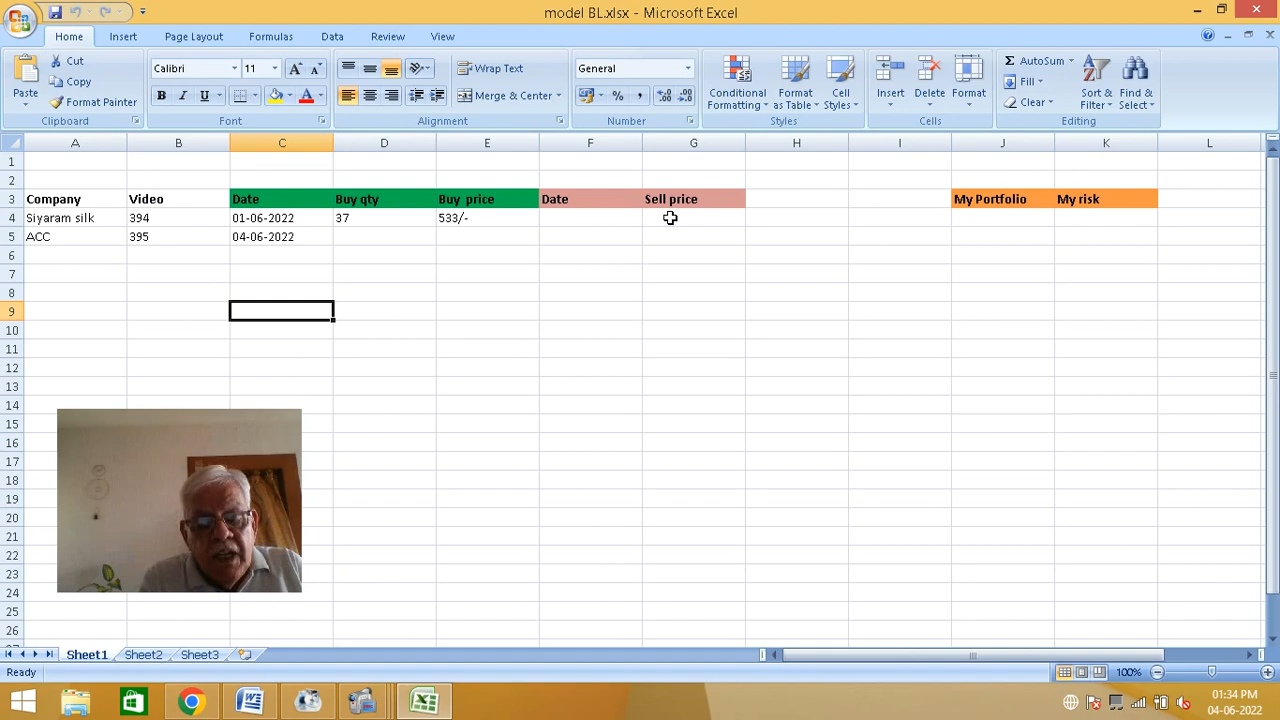 model BL.xlsx - Microsoft Excel
Home Insert Page Layout Formulas Data Review View
Paste
Cut
Copy
Format Painter
Clipboard
Calibri 11
B I U
Font
Wrap Text
Merge & Center
Alignment
General
% ,
Number
Conditional Formatting
Format as Table
Cell Styles
Styles
Insert Delete Format
Cells
Σ AutoSum
Fill
Clear
Sort & Filter
Find & Select
Editing
A B C D E F G H I J K L
1
2
3 Company Video Date Buy qty Buy price Date Sell price My Portfolio My risk
4 Siyaram silk 394 01-06-2022 37 533/-
5 ACC 395 04-06-2022
6
7
8
9
10
11
12
13
14
15
16
17
18
19
20
21
22
23
24
25
26
Sheet1 Sheet2 Sheet3
Ready 100%
01:34 PM
04-06-2022